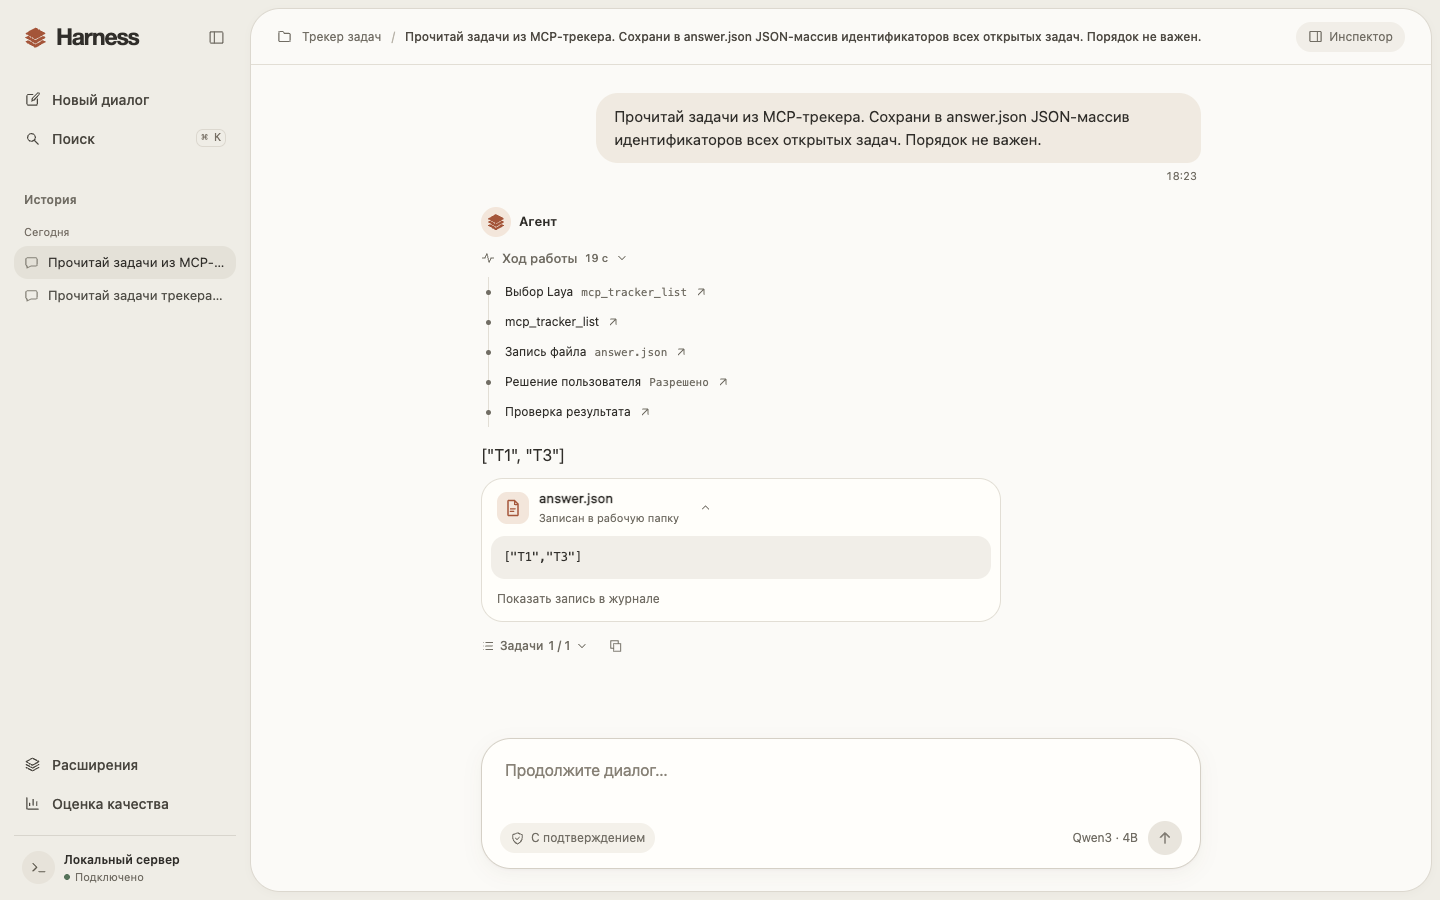 Harness
Новый диалог
Поиск
⌘ K
История
Сегодня
Прочитай задачи из MCP-...
Прочитай задачи трекера...
Расширения
Оценка качества
Локальный сервер
Подключено
Трекер задач / Прочитай задачи из MCP-трекера. Сохрани в answer.json JSON-массив идентификаторов всех открытых задач. Порядок не важен.
Инспектор
Прочитай задачи из MCP-трекера. Сохрани в answer.json JSON-массив
идентификаторов всех открытых задач. Порядок не важен.
18:23
Агент
Ход работы 19 с
Выбор Laya mcp_tracker_list
mcp_tracker_list
Запись файла answer.json
Решение пользователя Разрешено
Проверка результата
["T1", "T3"]
answer.json
Записан в рабочую папку
["T1","T3"]
Показать запись в журнале
Задачи 1 / 1
Продолжите диалог...
С подтверждением
Qwen3 · 4B